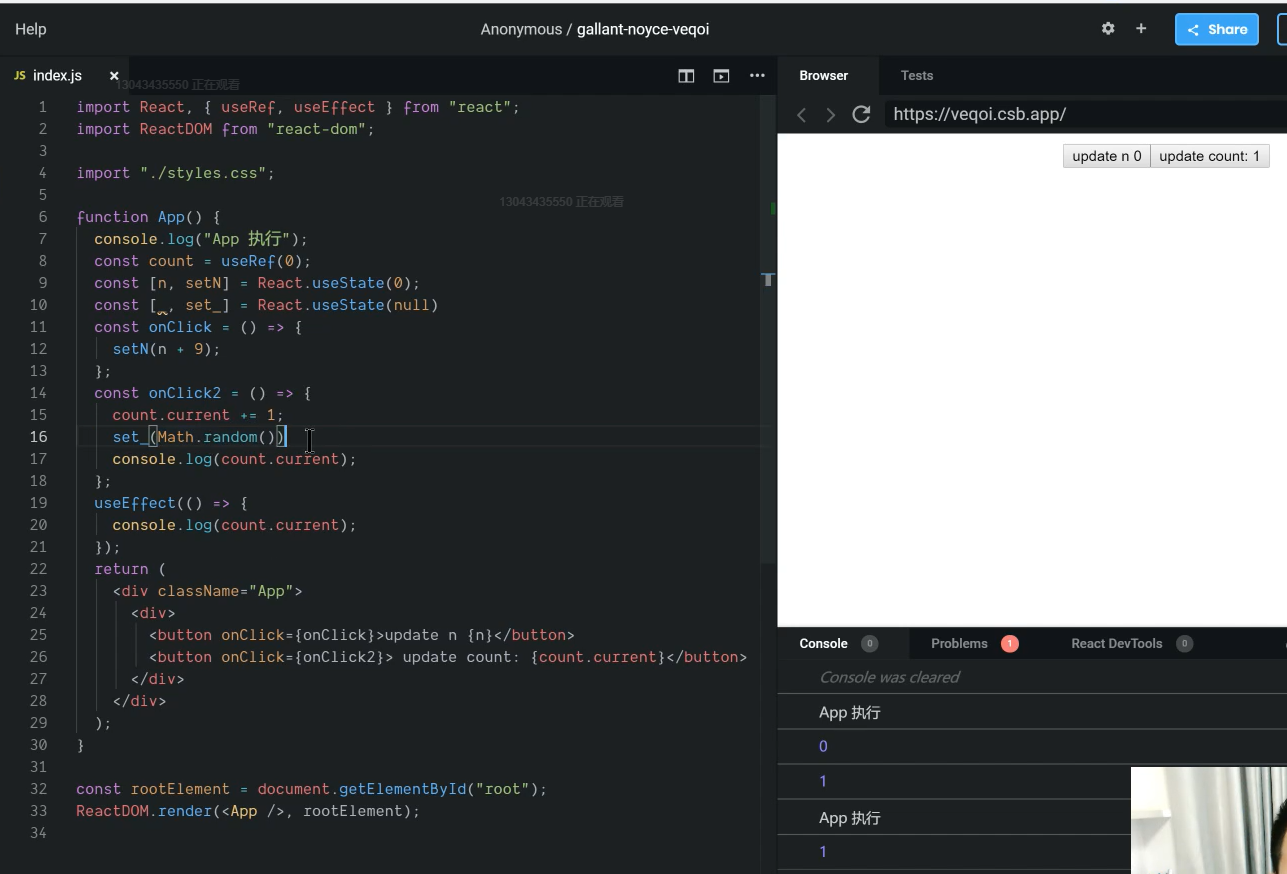 Help
Anonymous / gallant-noyce-veqoi
Share
JS index.js ×
13043435550 正在观看
Browser
Tests
https://veqoi.csb.app/
1 import React, { useRef, useEffect } from "react";
2 import ReactDOM from "react-dom";
3
4 import "./styles.css";
5
13043435550 正在观看
6 function App() {
7 console.log("App 执行");
8 const count = useRef(0);
9 const [n, setN] = React.useState(0);
10 const [_, set_] = React.useState(null)
11 const onClick = () => {
12 setN(n + 9);
13 };
14 const onClick2 = () => {
15 count.current += 1;
16 set_(Math.random())
17 console.log(count.current);
18 };
19 useEffect(() => {
20 console.log(count.current);
21 });
22 return (
23 <div className="App">
24 <div>
25 <button onClick={onClick}>update n {n}</button>
26 <button onClick={onClick2}> update count: {count.current}</button>
27 </div>
28 </div>
29 );
30 }
31
32 const rootElement = document.getElementById("root");
33 ReactDOM.render(<App />, rootElement);
34
update n 0
update count: 1
Console 0
Problems 1
React DevTools 0
Console was cleared
App 执行
0
1
App 执行
1